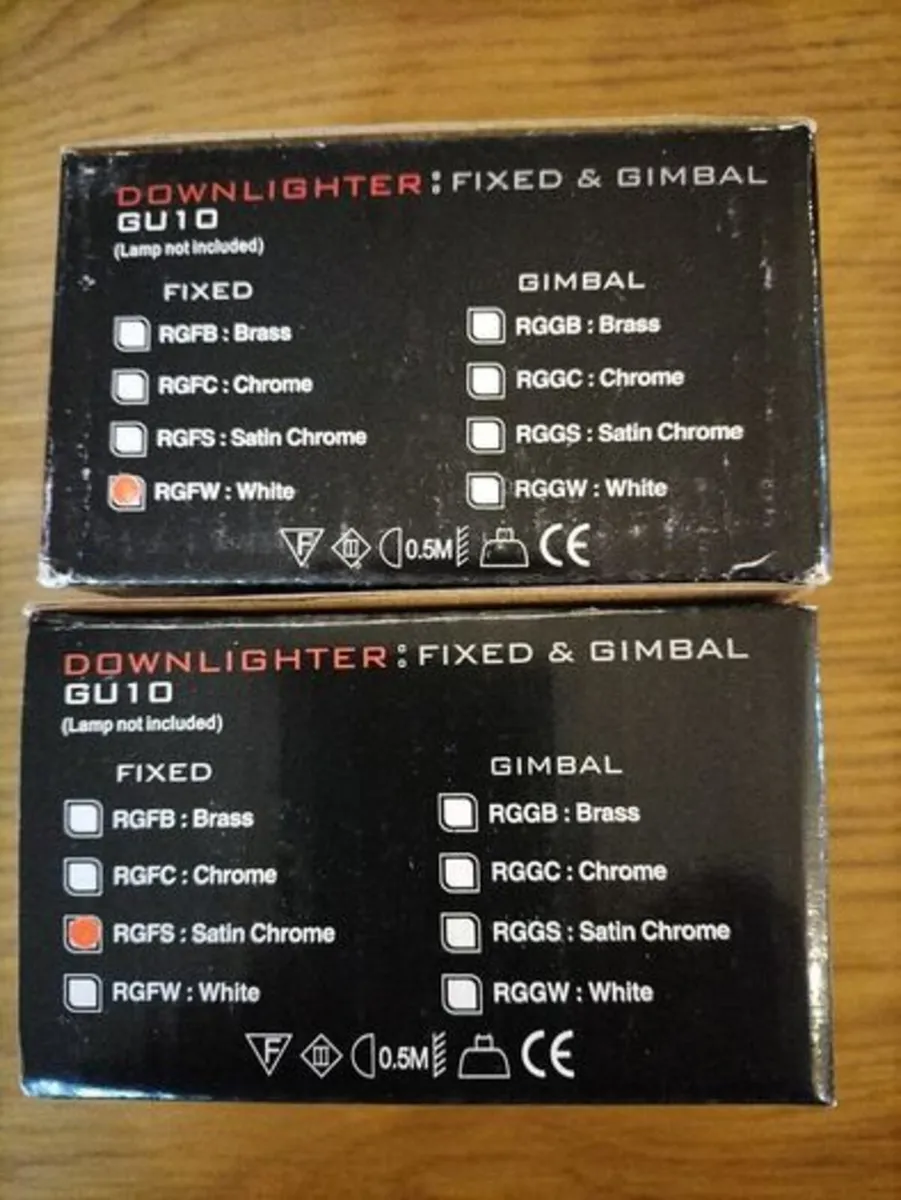 DOWNLIGHTER : FIXED & GIMBAL
GU10
(Lamp not included)
FIXED GIMBAL
RGFB : Brass RGGB : Brass
RGFC : Chrome RGGC : Chrome
RGFS : Satin Chrome RGGS : Satin Chrome
RGFW : White RGGW : White
F III 0.5M CE
DOWNLIGHTER : FIXED & GIMBAL
GU10
(Lamp not included)
FIXED GIMBAL
RGFB : Brass RGGB : Brass
RGFC : Chrome RGGC : Chrome
RGFS : Satin Chrome RGGS : Satin Chrome
RGFW : White RGGW : White
F III 0.5M CE